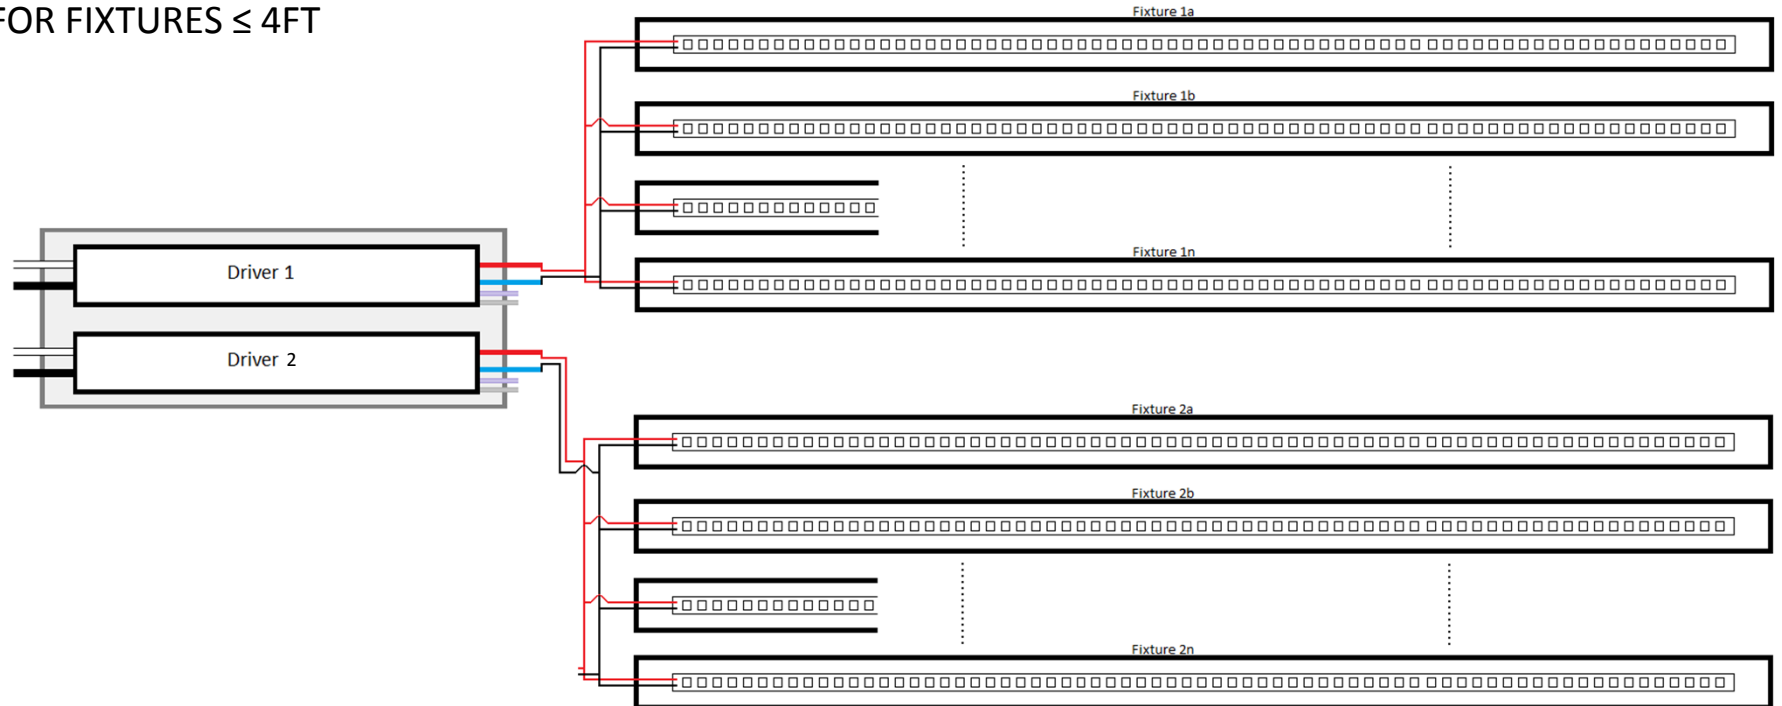 FOR FIXTURES ≤ 4FT
Fixture 1a
Fixture 1b
Fixture 1n
Driver 1
Driver 2
Fixture 2a
Fixture 2b
Fixture 2n